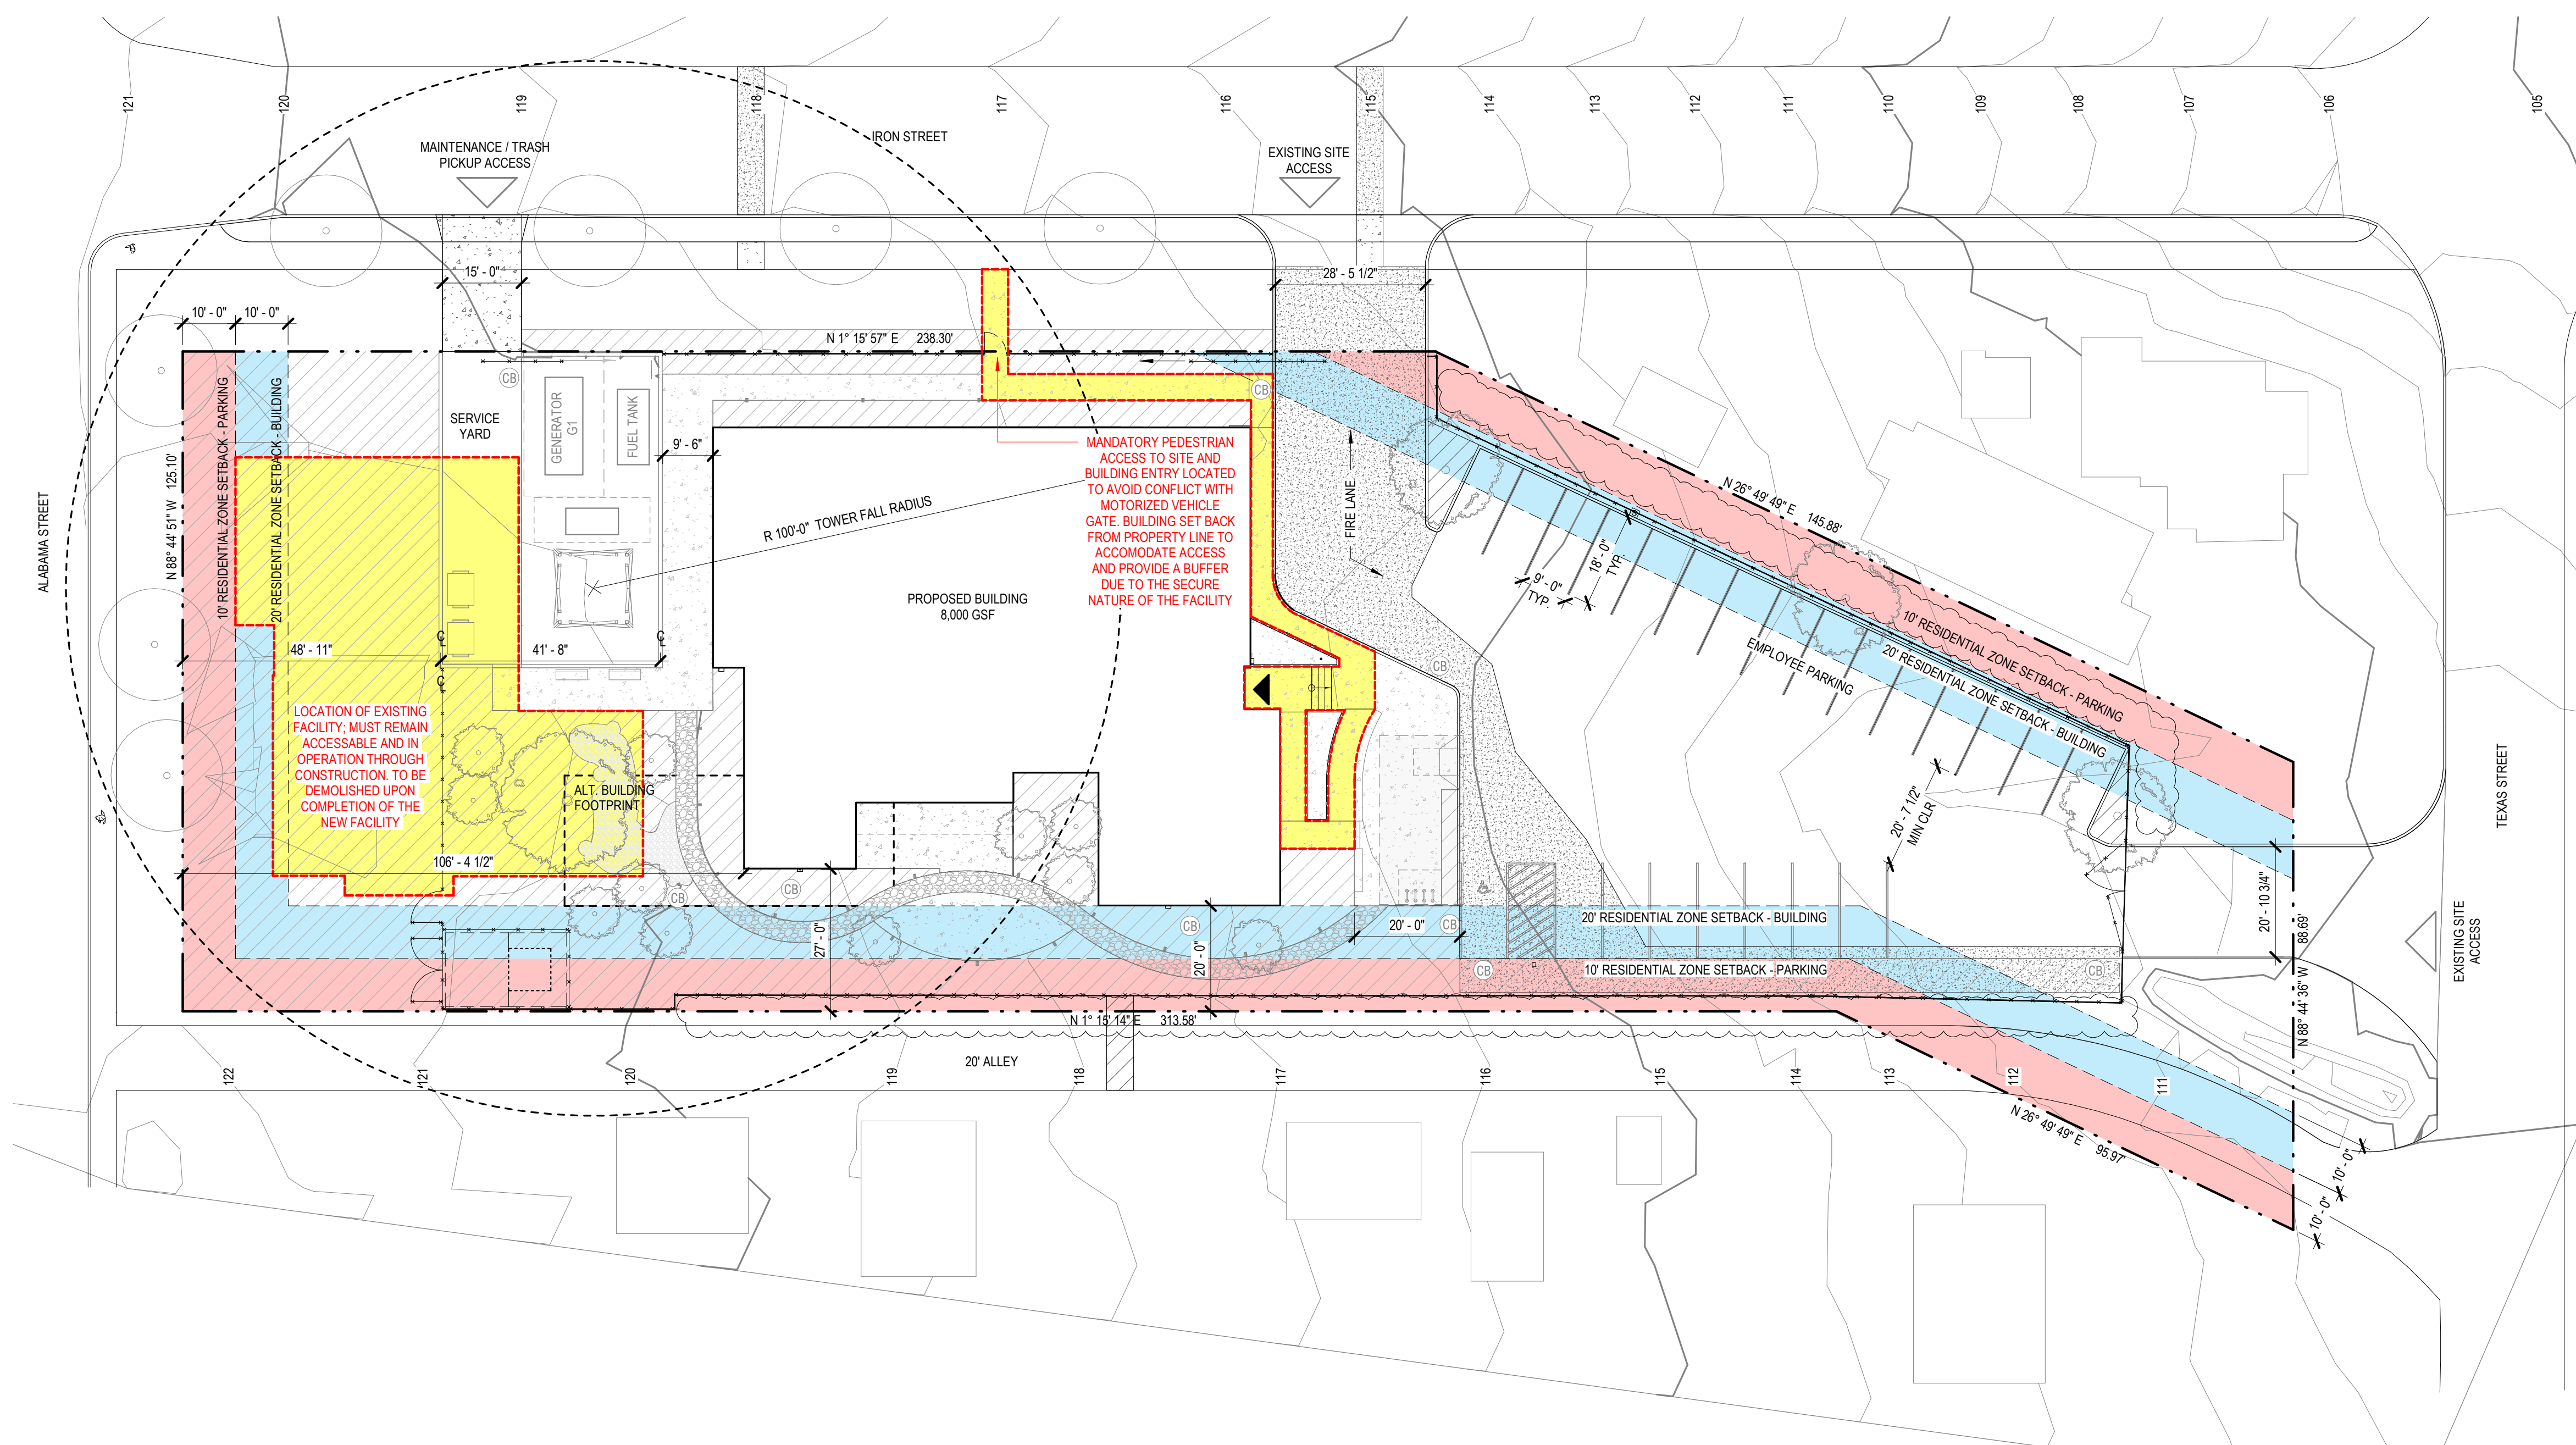 121
120
119
118
117
116
115
114
113
112
111
110
109
108
107
106
105
IRON STREET
MAINTENANCE / TRASH
PICKUP ACCESS
EXISTING SITE
ACCESS
15' - 0"
28' - 5 1/2"
10' - 0"
10' - 0"
N 1° 15' 57" E 238.30'
CB
CB
SERVICE
YARD
GENERATOR
G1
FUEL TANK
9' - 6"
10' RESIDENTIAL ZONE SETBACK - PARKING
20' RESIDENTIAL ZONE SETBACK - BUILDING
N 88° 44' 51" W 125.10'
ALABAMA STREET
R 100'-0" TOWER FALL RADIUS
MANDATORY PEDESTRIAN
ACCESS TO SITE AND
BUILDING ENTRY LOCATED
TO AVOID CONFLICT WITH
MOTORIZED VEHICLE
GATE. BUILDING SET BACK
FROM PROPERTY LINE TO
ACCOMODATE ACCESS
AND PROVIDE A BUFFER
DUE TO THE SECURE
NATURE OF THE FACILITY
FIRE LANE
N 26° 49' 49" E 145.88'
18' - 0"
TYP.
9' - 0"
TYP.
PROPOSED BUILDING
8,000 GSF
10' RESIDENTIAL ZONE SETBACK - PARKING
20' RESIDENTIAL ZONE SETBACK - BUILDING
EMPLOYEE PARKING
CL
CL
CL
48' - 11"
41' - 8"
CB
LOCATION OF EXISTING
FACILITY; MUST REMAIN
ACCESSABLE AND IN
OPERATION THROUGH
CONSTRUCTION. TO BE
DEMOLISHED UPON
COMPLETION OF THE
NEW FACILITY
ALT. BUILDING
FOOTPRINT
TEXAS STREET
20' - 7 1/2"
MIN CLR
106' - 4 1/2"
CB
CB
CB
CB
27' - 0"
20' - 0"
20' - 0"
20' RESIDENTIAL ZONE SETBACK - BUILDING
20' - 10 3/4"
88.69'
EXISTING SITE
ACCESS
CB
10' RESIDENTIAL ZONE SETBACK - PARKING
CB
N 88° 44' 36" W
N 1° 15' 14" E 313.58'
20' ALLEY
122
121
120
119
118
117
116
115
114
113
112
111
N 26° 49' 49" E 95.97'
10' - 0"
10' - 0"